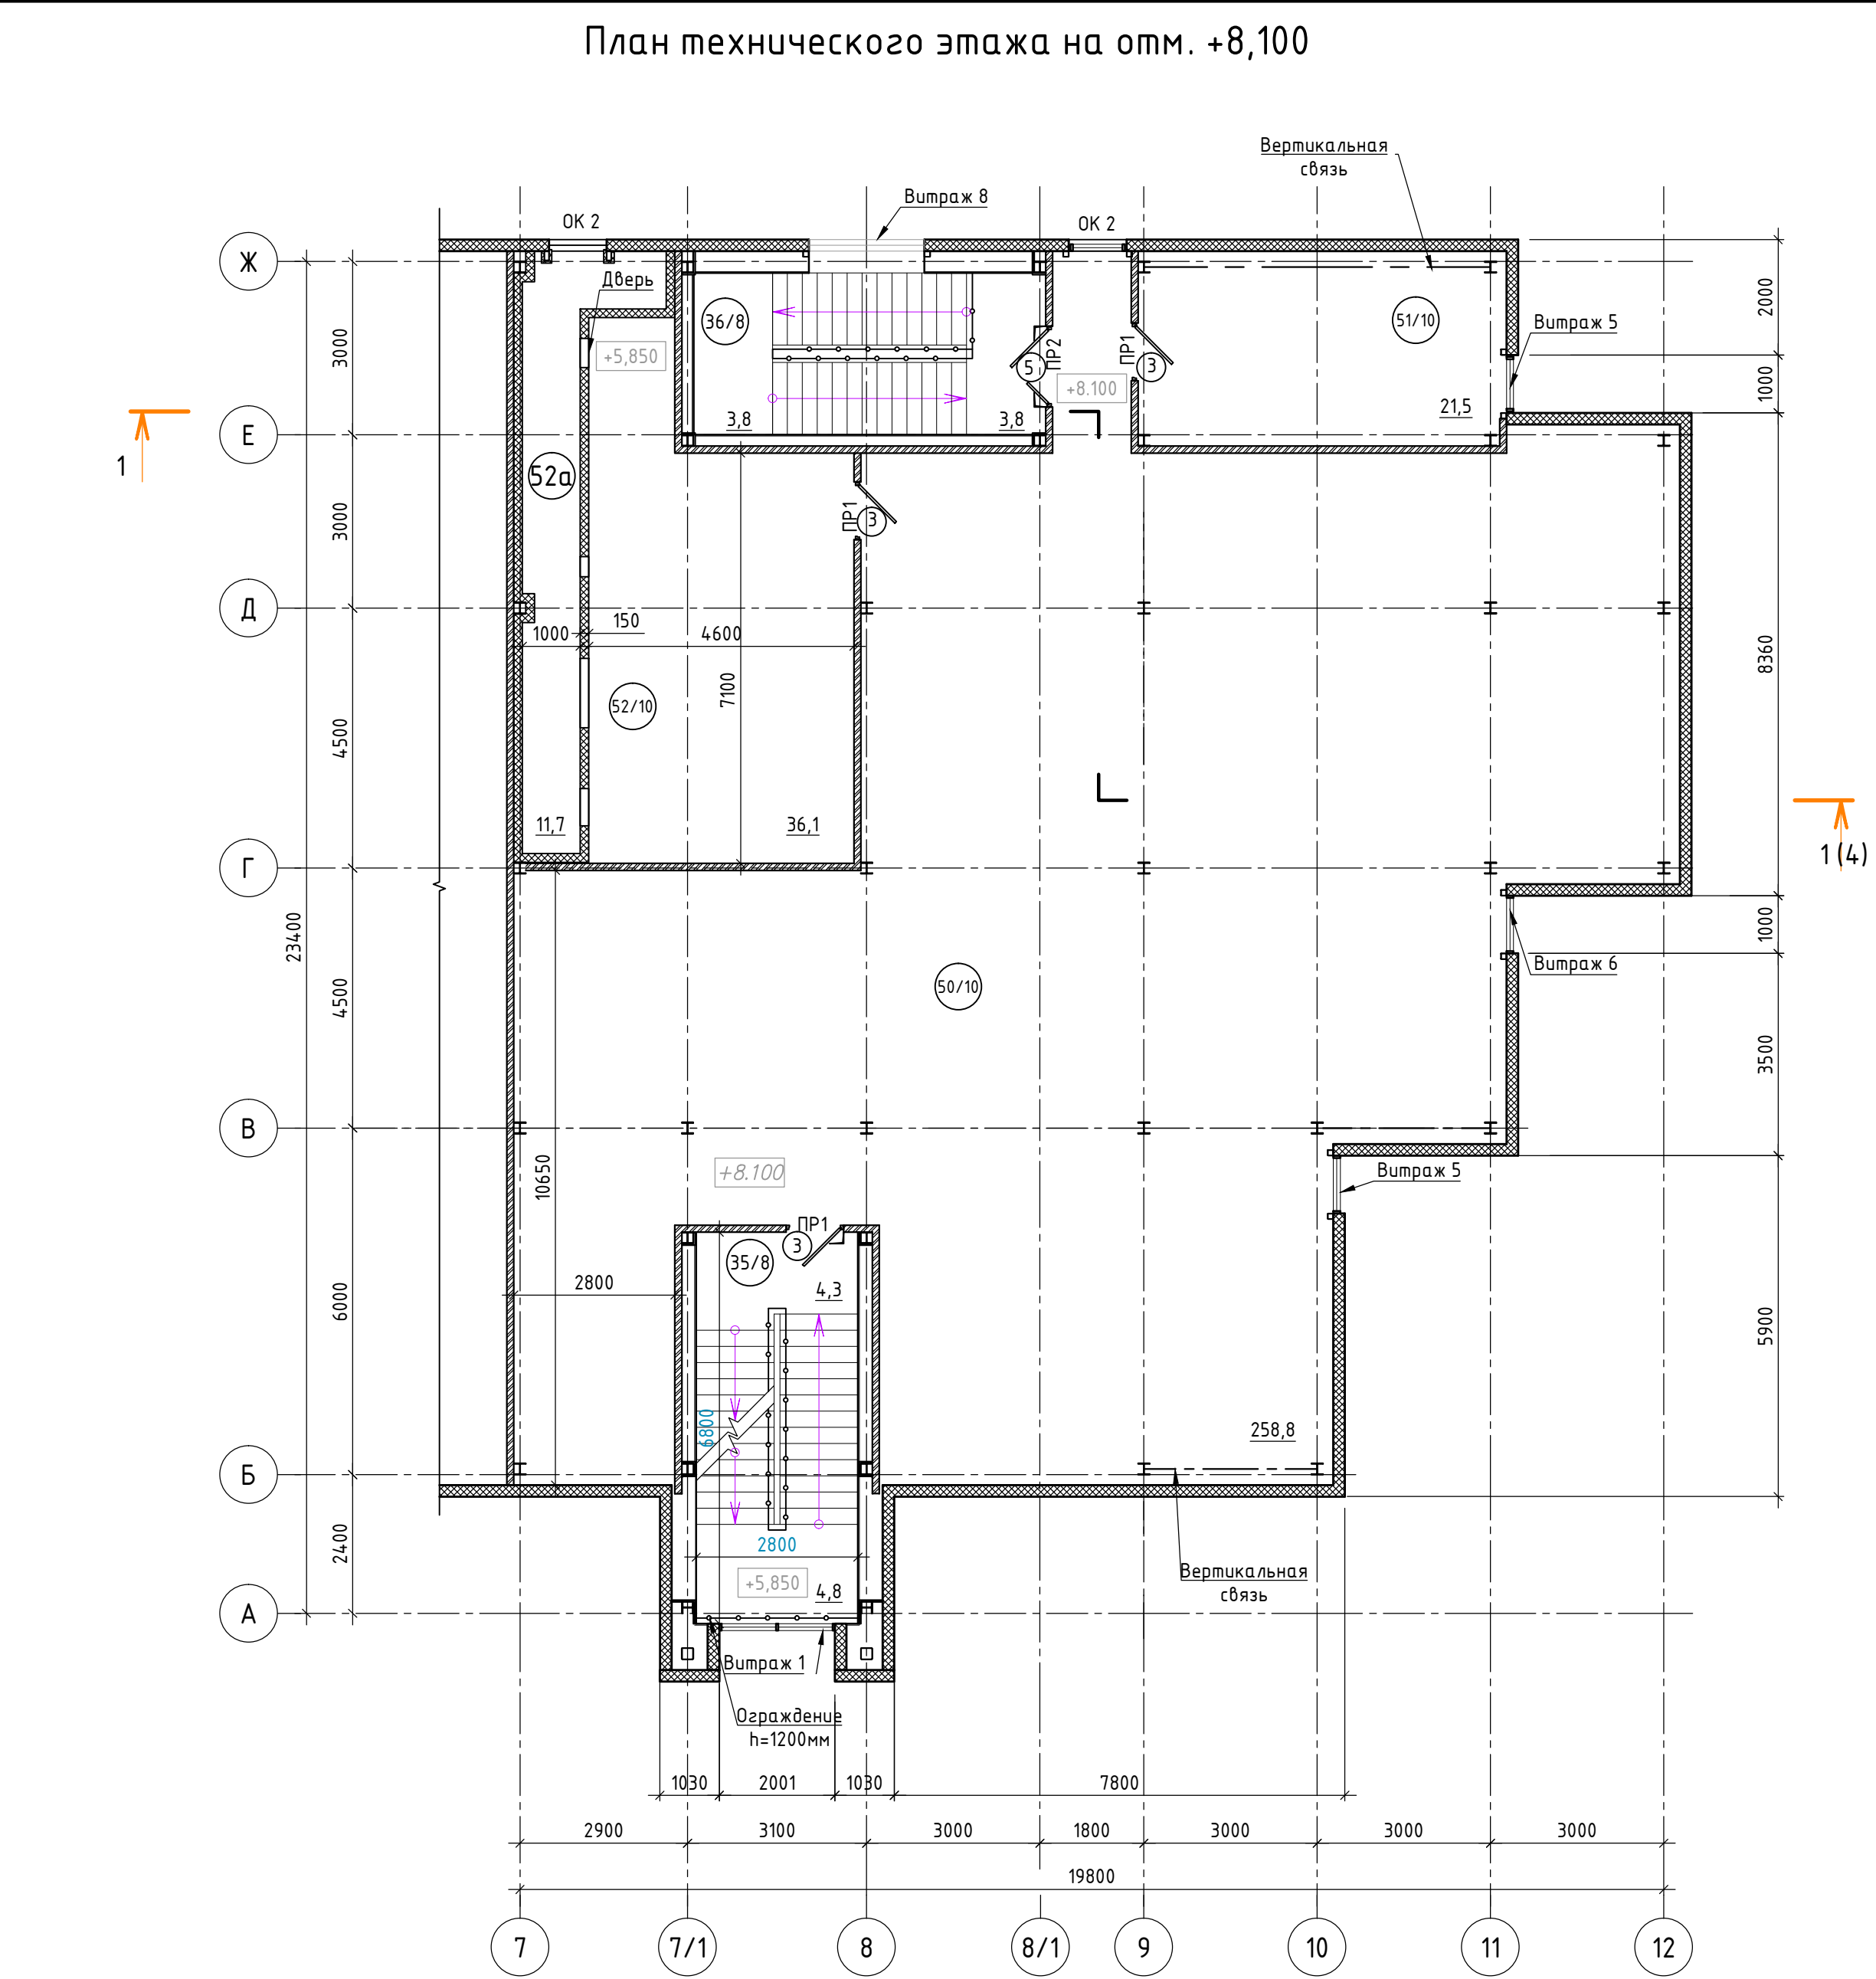 План технического этажа на отм. +8,100
Вертикальная
связь
Витраж 8
ОК 2
ОК 2
Ж
Дверь
36/8
51/10
Витраж 5
2000
3000
+5,850
5
ПР2
ПР1
3
+8.100
1000
3,8
3,8
21,5
Е
1
52а
3000
ПР1
3
Д
150
1000
4600
8360
7100
52/10
4500
11,7
36,1
1(4)
Г
23400
1000
Витраж 6
50/10
4500
3500
В
+8.100
Витраж 5
10650
ПР1
3
35/8
2800
4,3
6000
5900
6800
258,8
Б
2400
2800
+5,850
4,8
Вертикальная
связь
А
Витраж 1
Ограждение
h=1200мм
1030
2001
1030
7800
2900
3100
3000
1800
3000
3000
3000
19800
7
7/1
8
8/1
9
10
11
12